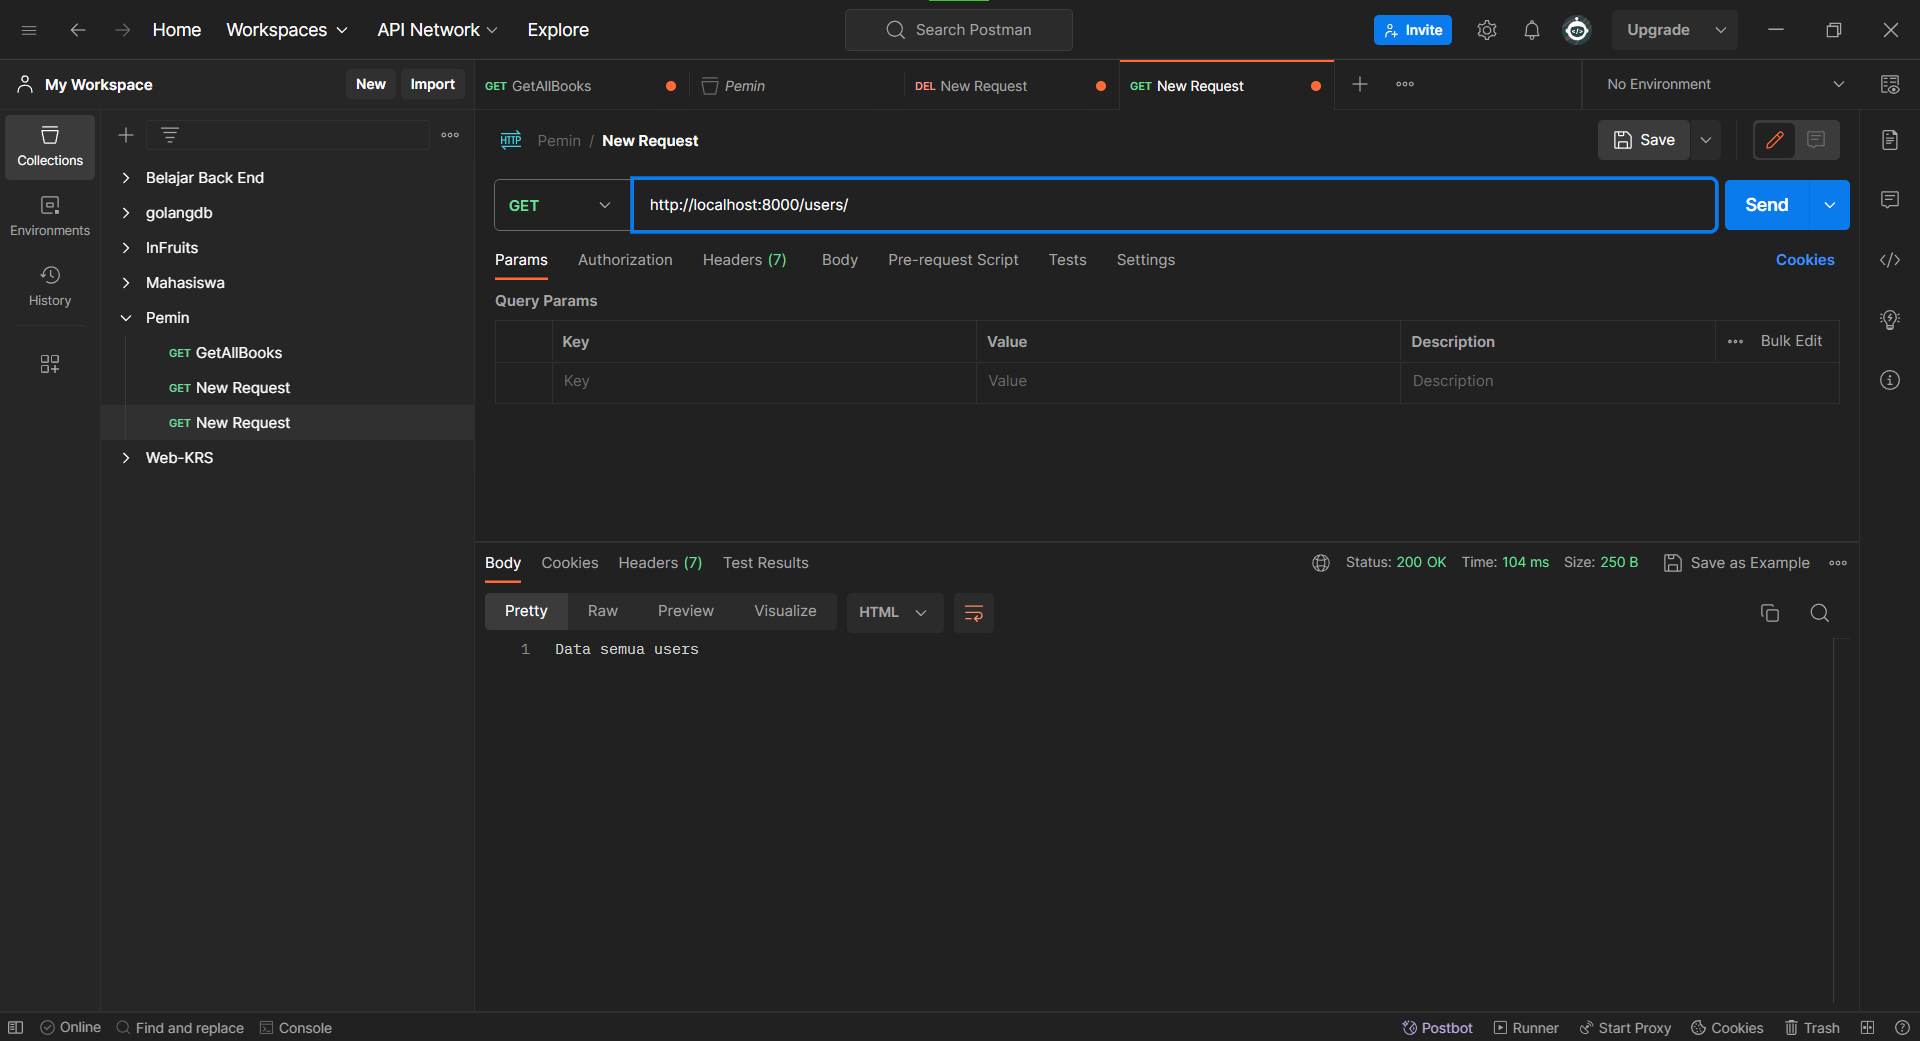 Home Workspaces API Network Explore Search Postman Invite Upgrade
My Workspace New Import GET GetAllBooks Pemin DEL New Request GET New Request No Environment
Collections
Environments
History
Belajar Back End
golangdb
InFruits
Mahasiswa
Pemin
GET GetAllBooks
GET New Request
GET New Request
Web-KRS
HTTP Pemin / New Request Save
GET http://localhost:8000/users/ Send
Params Authorization Headers (7) Body Pre-request Script Tests Settings Cookies
Query Params
Key Value Description Bulk Edit
Key Value Description
Body Cookies Headers (7) Test Results Status: 200 OK Time: 104 ms Size: 250 B Save as Example
Pretty Raw Preview Visualize HTML
1 Data semua users
Online Find and replace Console Postbot Runner Start Proxy Cookies Trash